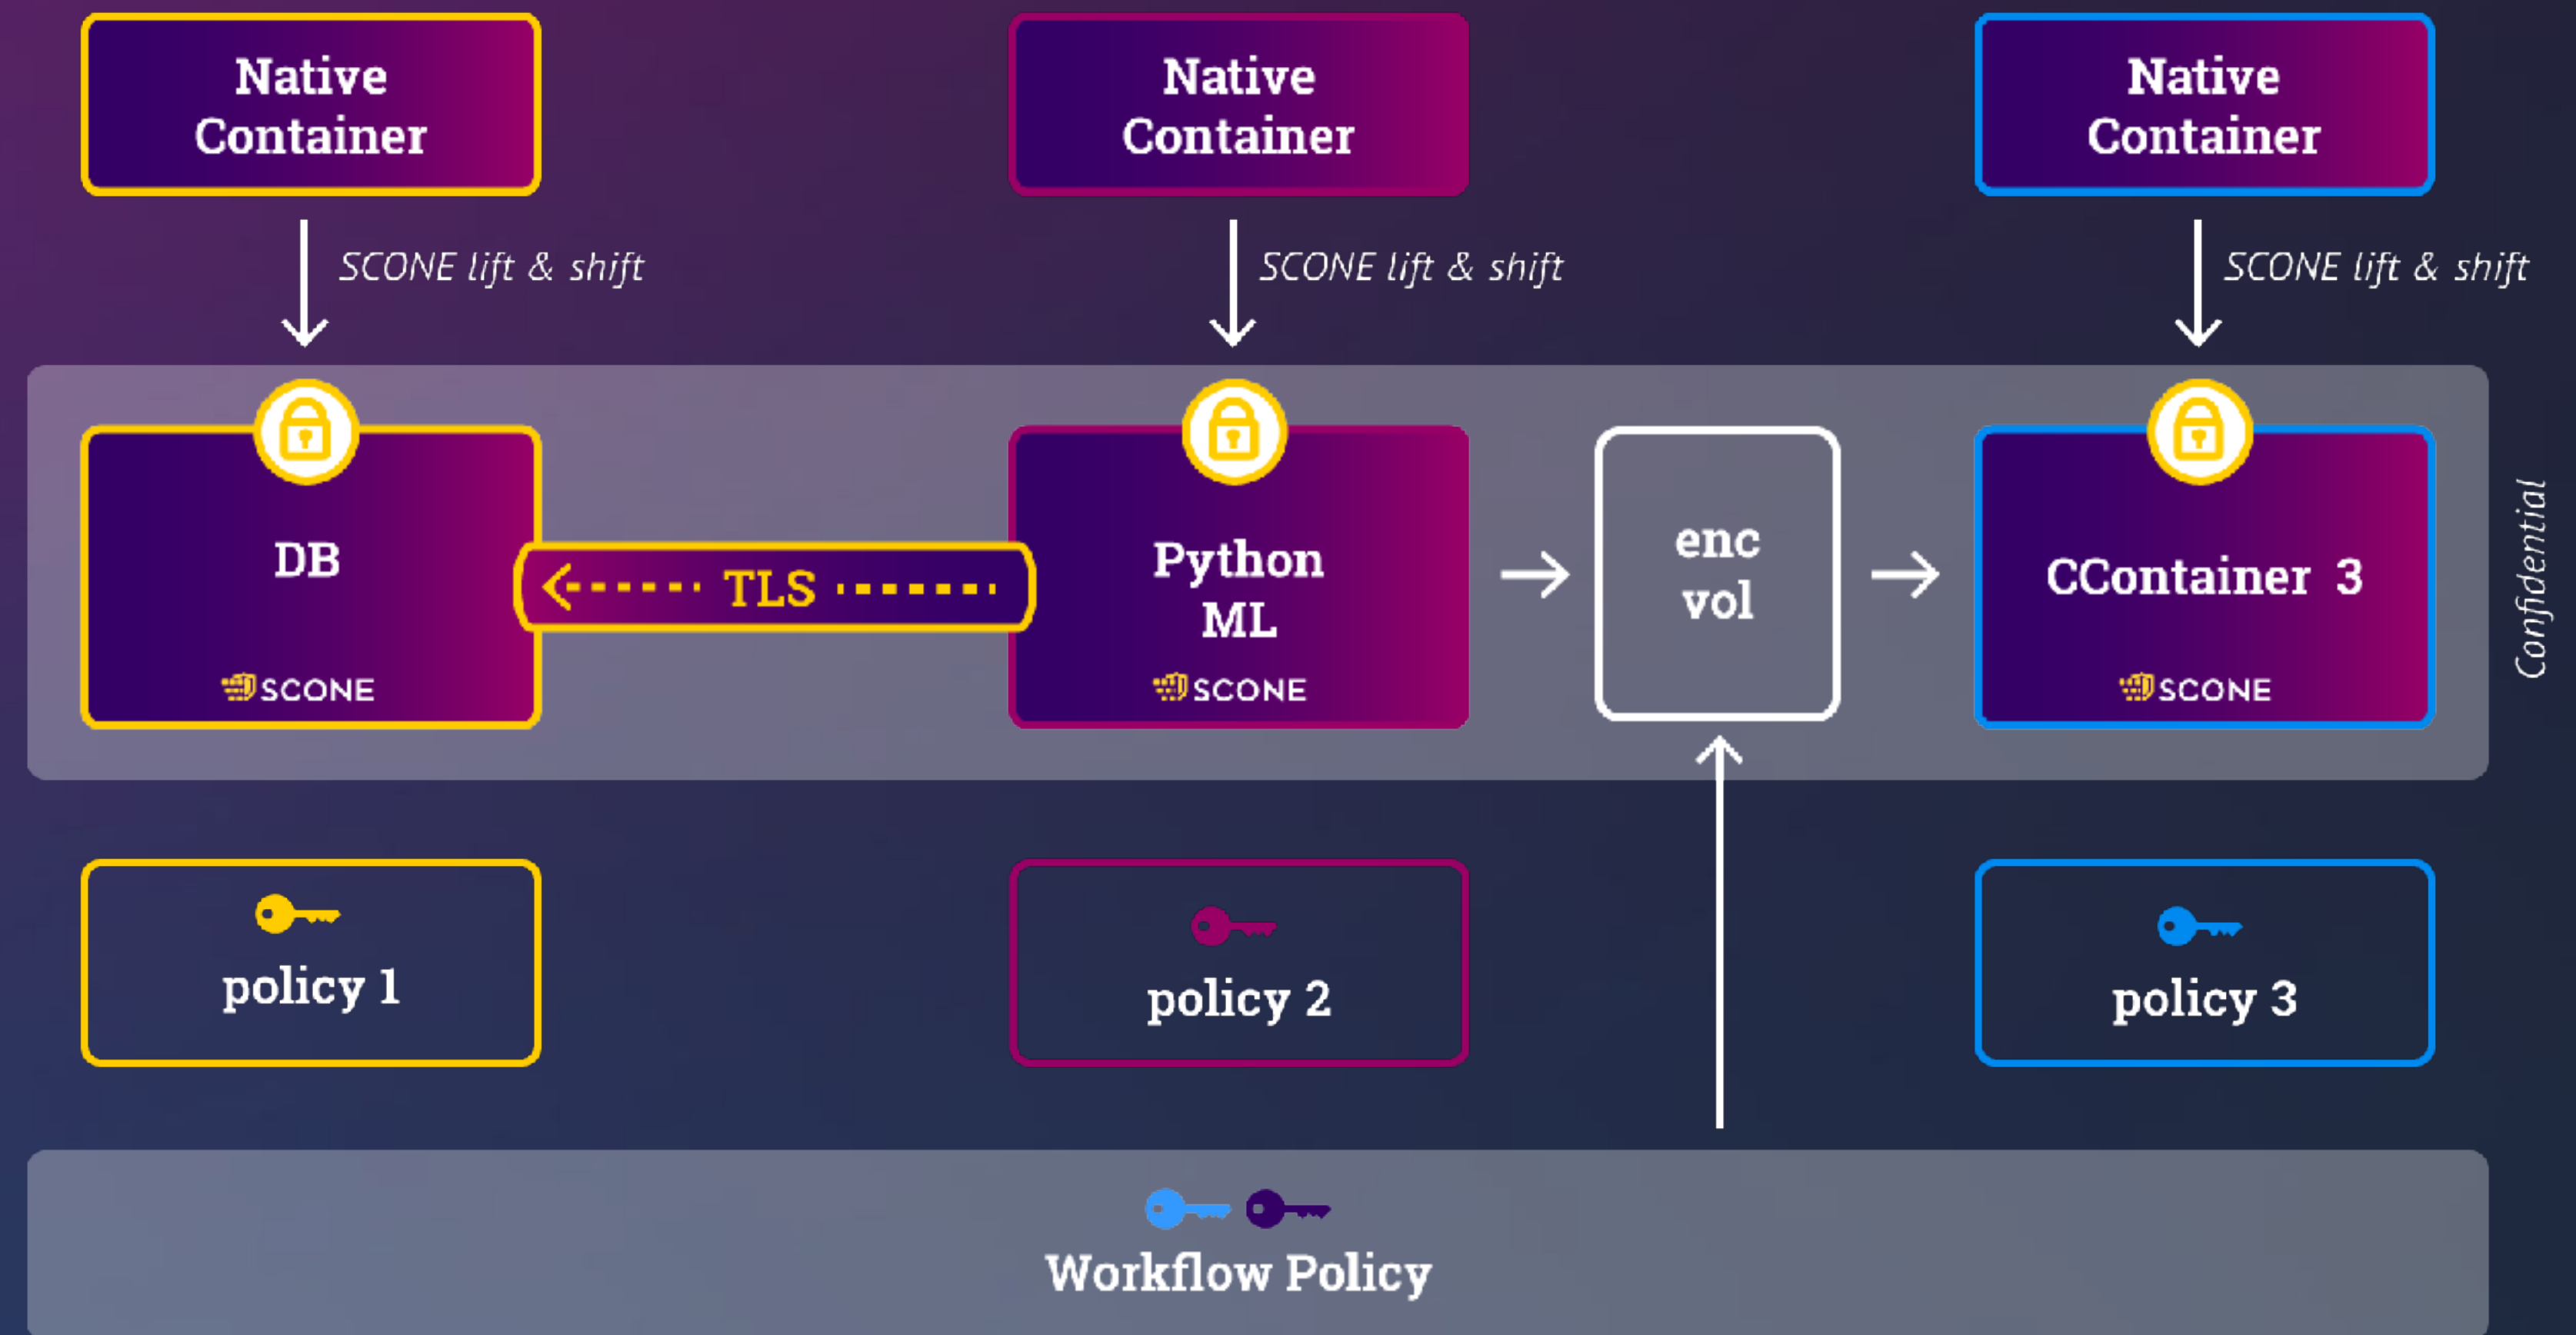 Native
Container
Native
Container
Native
Container
SCONE lift & shift
SCONE lift & shift
SCONE lift & shift
DB
SCONE
TLS
Python
ML
SCONE
enc
vol
CContainer 3
SCONE
Confidential
policy 1
policy 2
policy 3
Workflow Policy